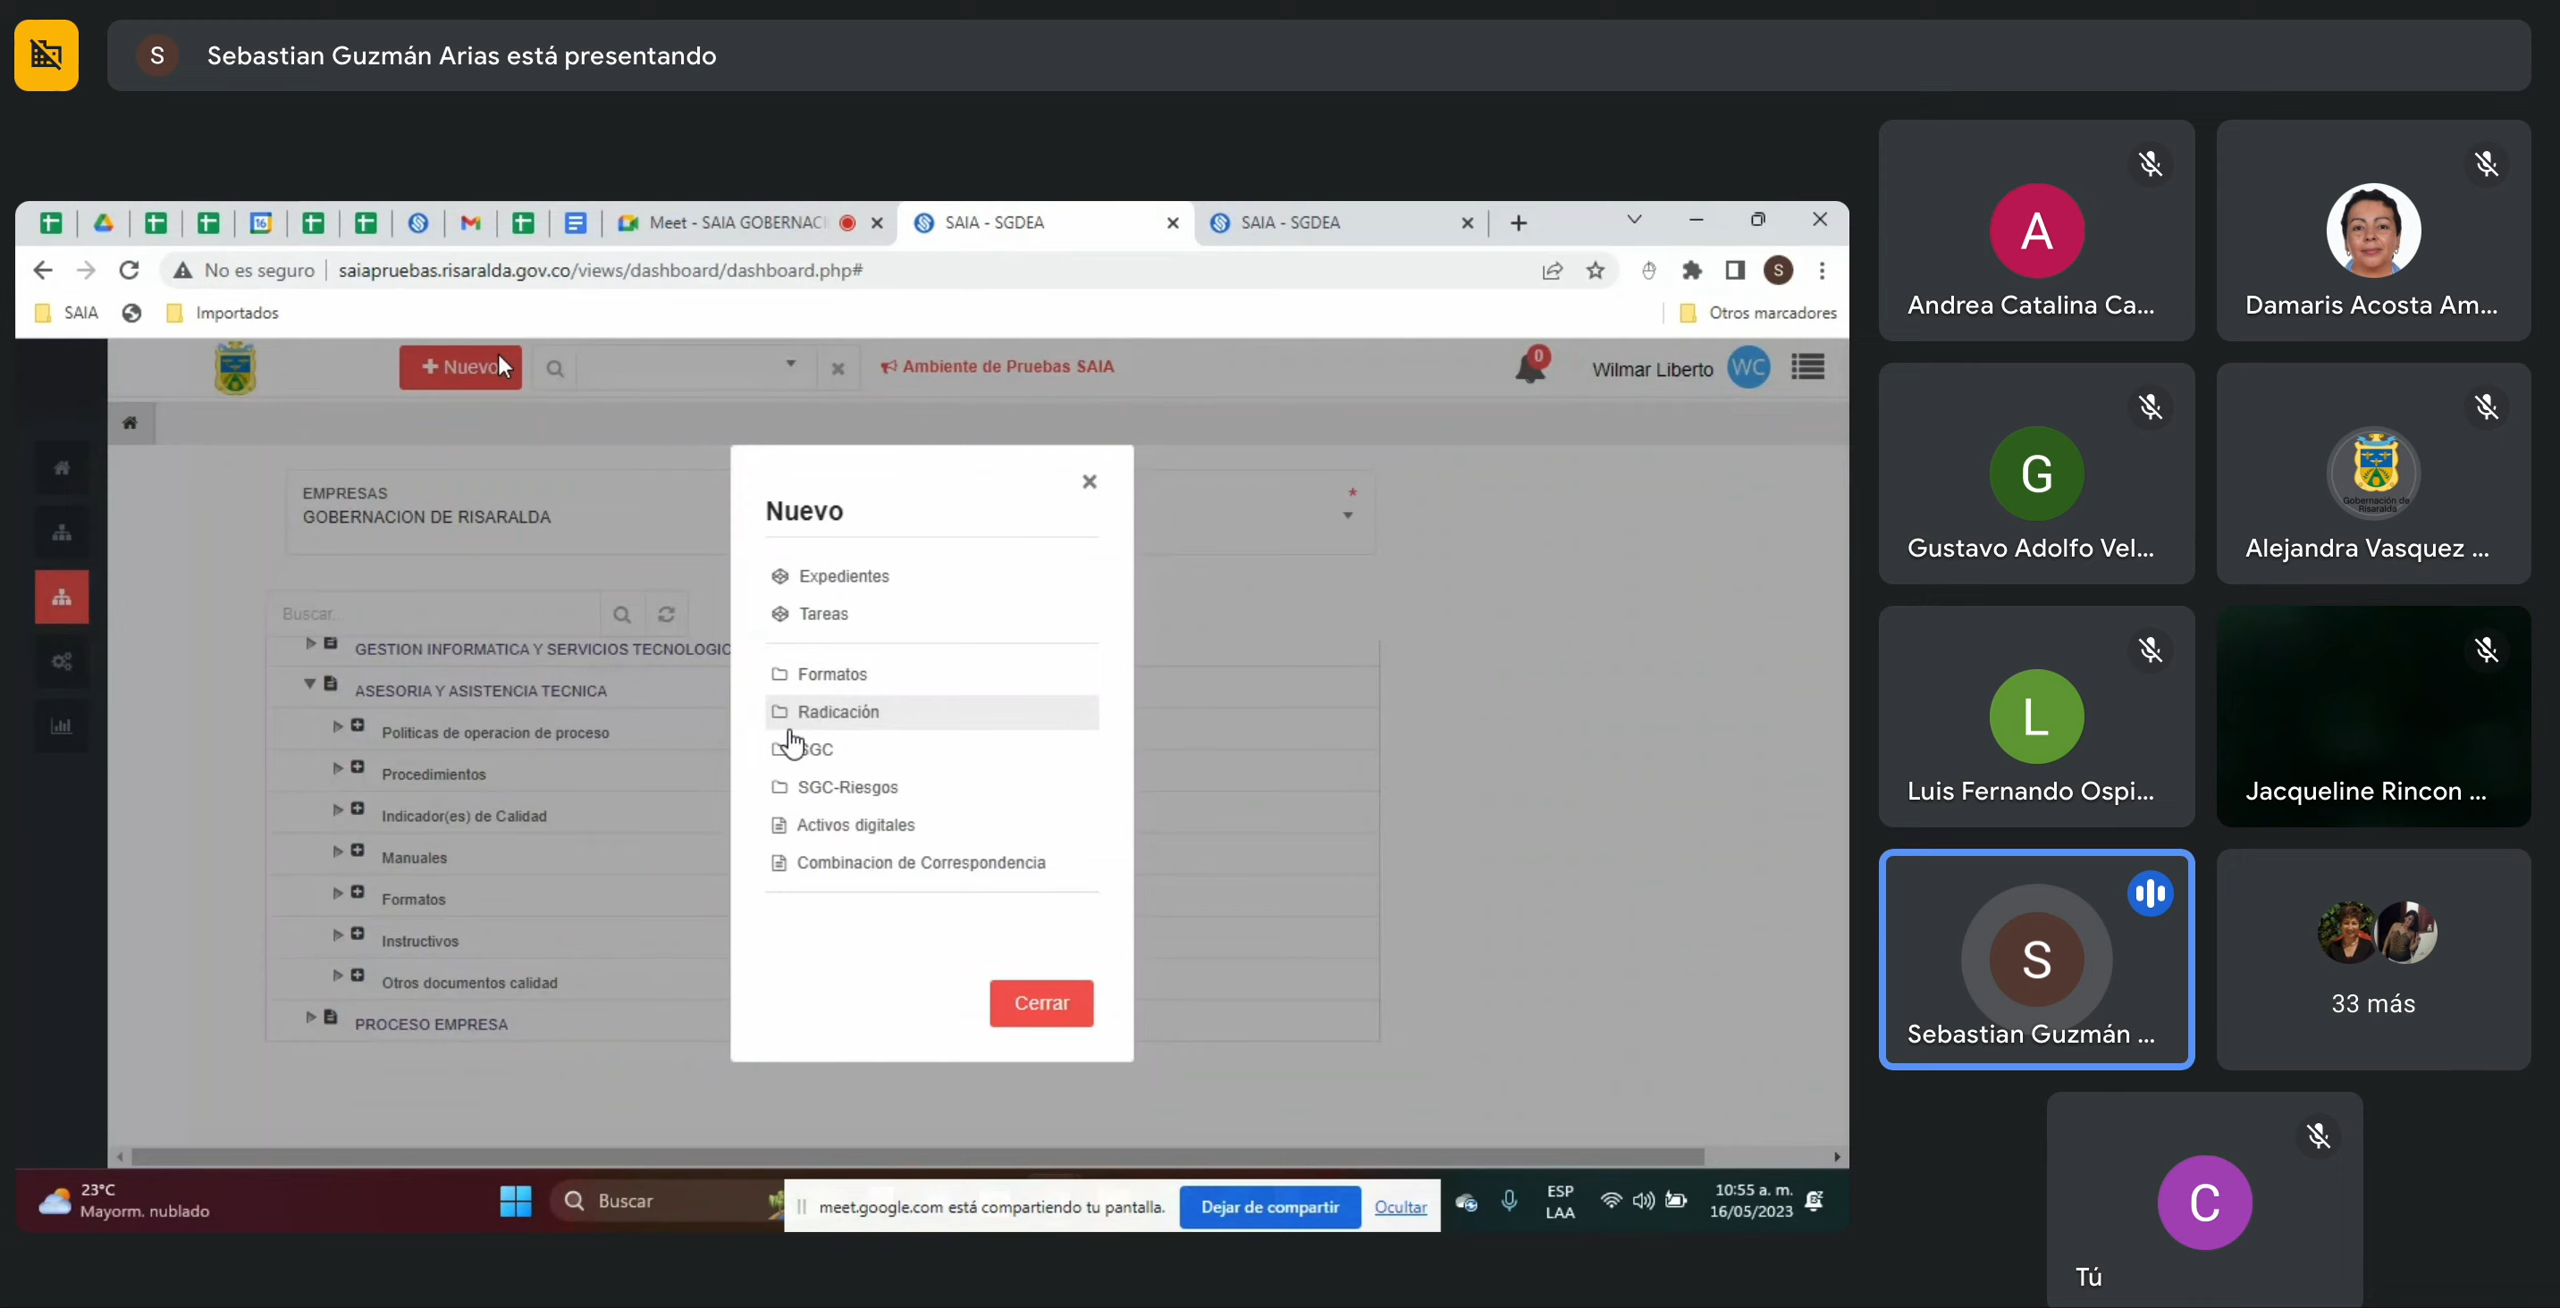 S Sebastian Guzmán Arias está presentando
Meet - SAIA GOBERNACI
SAIA - SGDEA
SAIA - SGDEA
No es seguro saiapruebas.risaralda.gov.co/views/dashboard/dashboard.php#
S
SAIA
Importados
Otros marcadores
Nuevo
Ambiente de Pruebas SAIA
0
Wilmar Liberto WC
EMPRESAS
GOBERNACION DE RISARALDA
*
Buscar
GESTION INFORMATICA Y SERVICIOS TECNOLOGIC
ASESORIA Y ASISTENCIA TECNICA
Politicas de operacion de proceso
Procedimientos
Indicador(es) de Calidad
Manuales
Formatos
Instructivos
Otros documentos calidad
PROCESO EMPRESA
Nuevo
Expedientes
Tareas
Formatos
Radicación
SGC
SGC-Riesgos
Activos digitales
Combinacion de Correspondencia
Cerrar
23°C
Mayorm. nublado
Buscar
meet.google.com está compartiendo tu pantalla.
Dejar de compartir
Ocultar
ESP
LAA
10:55 a. m.
16/05/2023
A
Andrea Catalina Ca...
Damaris Acosta Am...
G
Gustavo Adolfo Vel...
Gobernación de
Risaralda
Alejandra Vasquez ...
L
Luis Fernando Ospi...
Jacqueline Rincon ...
S
Sebastian Guzmán ...
33 más
C
Tú